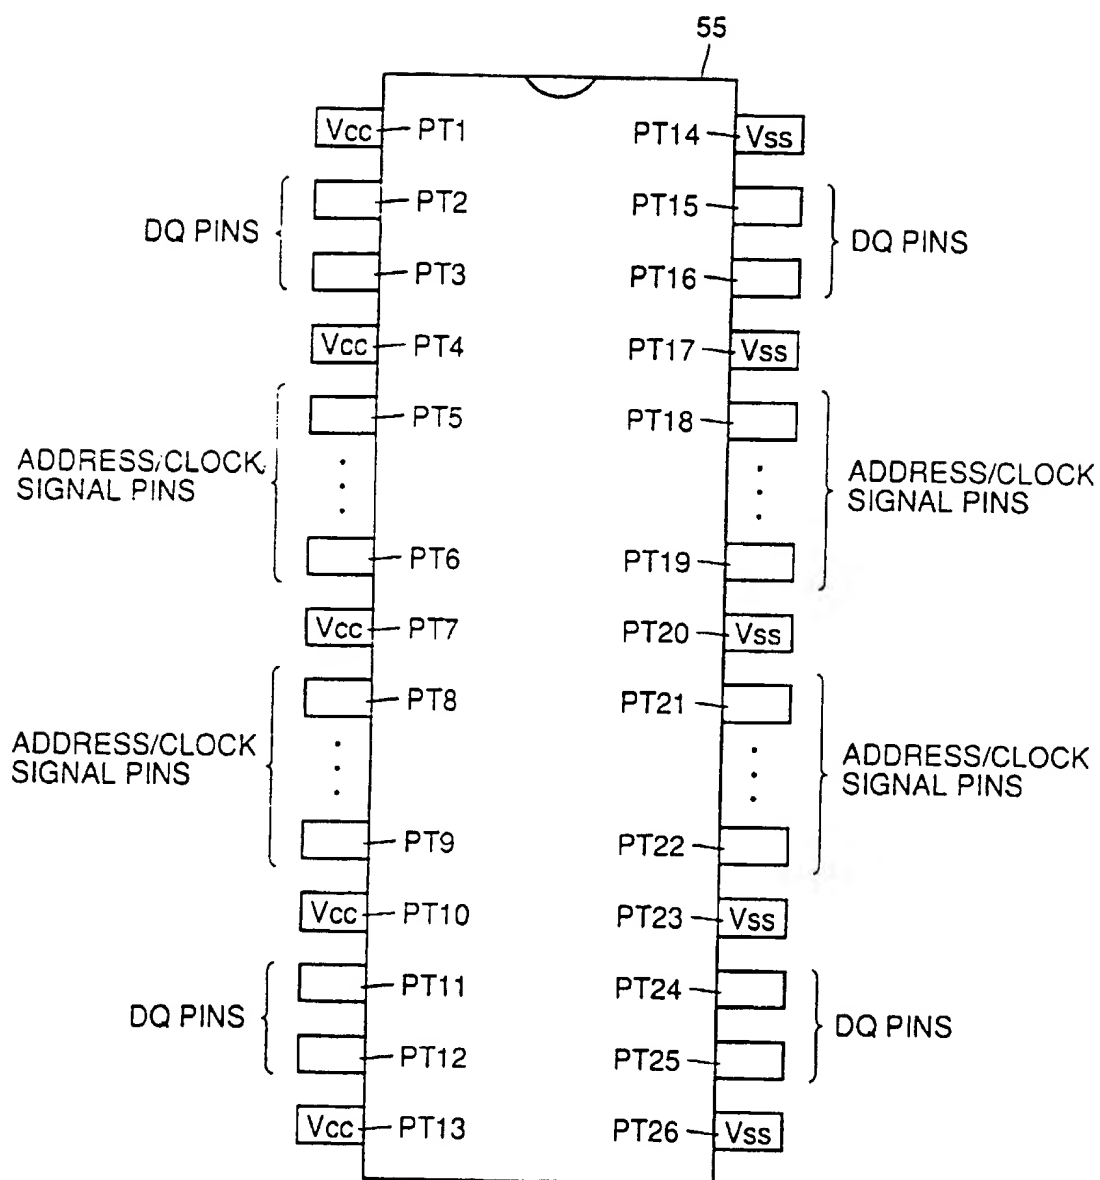 55
Vcc PT1 PT14 Vss
DQ PINS PT2 PT15 DQ PINS
PT3 PT16
Vcc PT4 PT17 Vss
PT5 PT18
ADDRESS/CLOCK ADDRESS/CLOCK
SIGNAL PINS SIGNAL PINS
PT6 PT19
Vcc PT7 PT20 Vss
PT8 PT21
ADDRESS/CLOCK ADDRESS/CLOCK
SIGNAL PINS SIGNAL PINS
PT9 PT22
Vcc PT10 PT23 Vss
PT11 PT24
DQ PINS DQ PINS
PT12 PT25
Vcc PT13 PT26 Vss